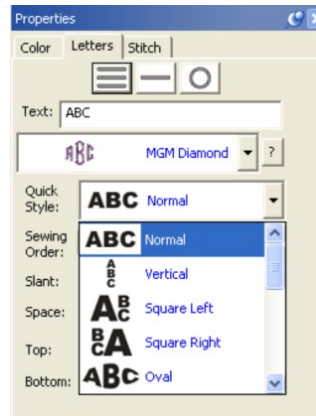 Properties
Color Letters Stitch
Text: ABC
ABC MGM Diamond ?
Quick Style: ABC Normal
Sewing Order: ABC Normal
Slant: ABC Vertical
Space: ABC Square Left
Top: BCA Square Right
Bottom: ABC Oval